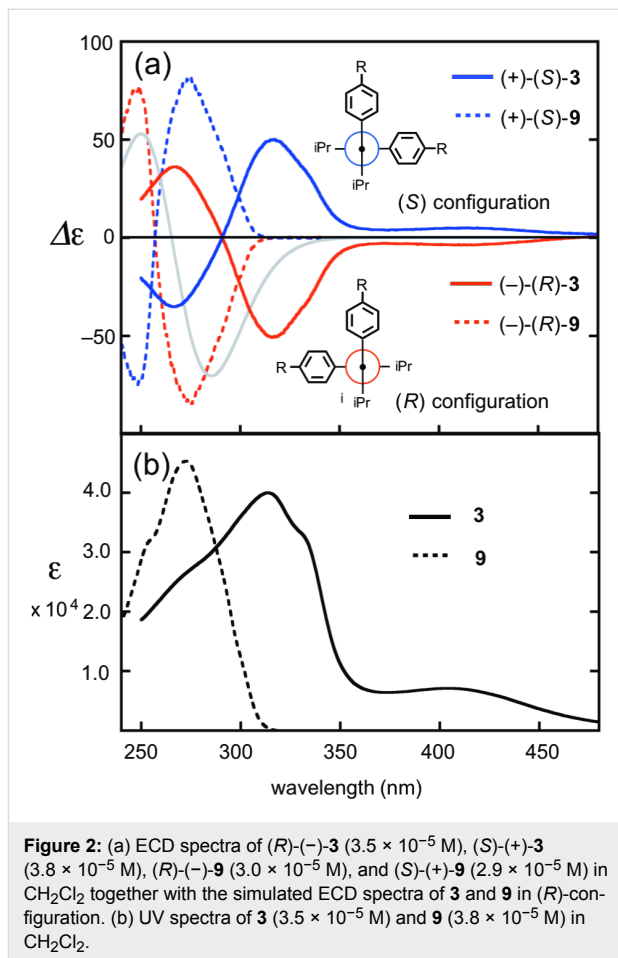 100
50
0
−50
Δε
(a)
R
R
iPr
iPr
(S) configuration
(+)-(S)-3
(+)-(S)-9
(–)-(R)-3
(–)-(R)-9
R
R
iPr
iPr
i
(R) configuration
(b)
4.0
3.0
ε
x 10 4 2.0
1.0
3
9
250 300 350 400 450
wavelength (nm)
Figure 2: (a) ECD spectra of (R)-(−)-3 (3.5 × 10−5 M), (S)-(+)-3
(3.8 × 10−5 M), (R)-(−)-9 (3.0 × 10−5 M), and (S)-(+)-9 (2.9 × 10−5 M) in
CH2Cl2 together with the simulated ECD spectra of 3 and 9 in (R)-con-
figuration. (b) UV spectra of 3 (3.5 × 10−5 M) and 9 (3.8 × 10−5 M) in
CH2Cl2.